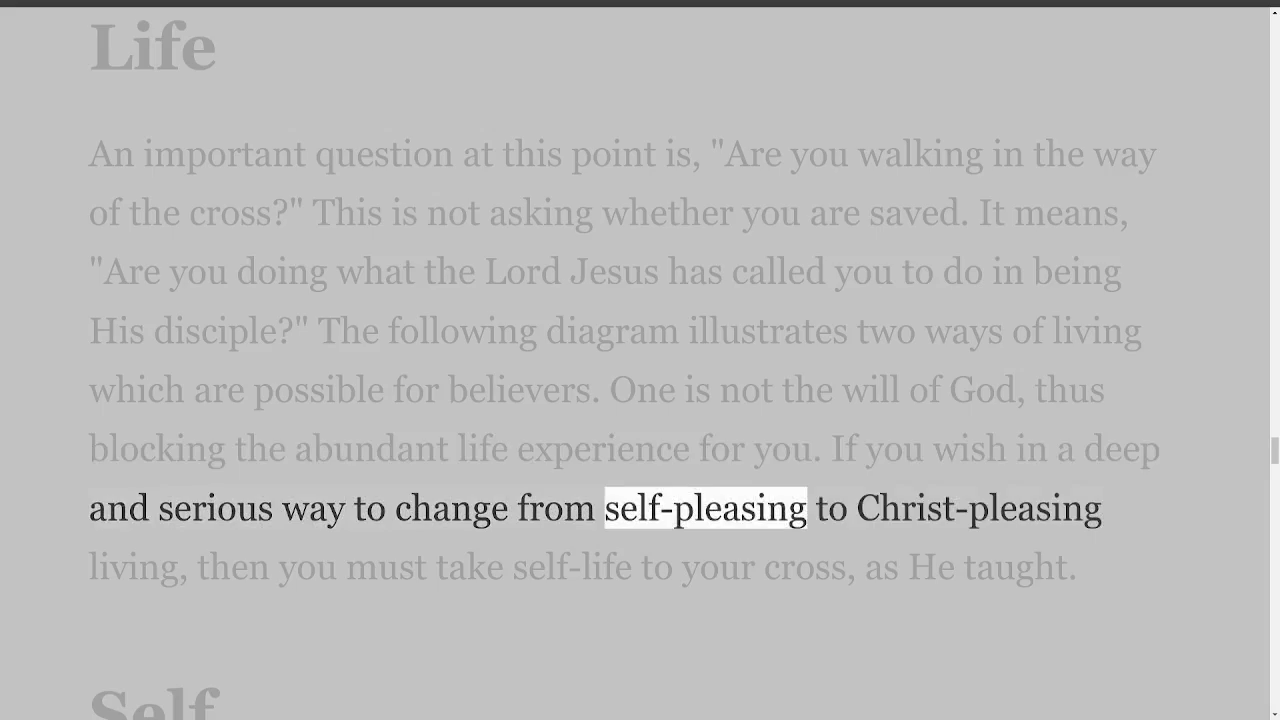 Life
An important question at this point is, "Are you walking in the way
of the cross?" This is not asking whether you are saved. It means,
"Are you doing what the Lord Jesus has called you to do in being
His disciple?" The following diagram illustrates two ways of living
which are possible for believers. One is not the will of God, thus
blocking the abundant life experience for you. If you wish in a deep
and serious way to change from self-pleasing to Christ-pleasing
living, then you must take self-life to your cross, as He taught.
Self